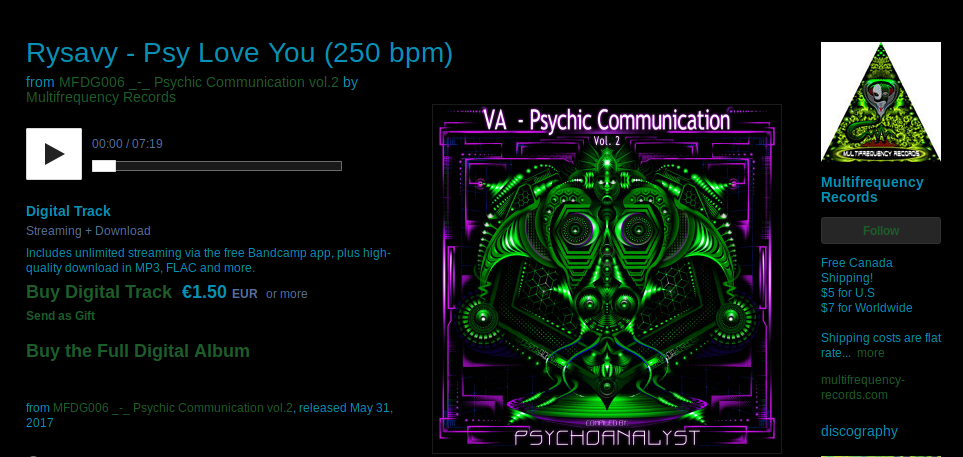 Rysavy - Psy Love You (250 bpm)
from MFDG006 _-_ Psychic Communication vol.2 by
Multifrequency Records
00:00 / 07:19
Digital Track
Streaming + Download
Includes unlimited streaming via the free Bandcamp app, plus high-
quality download in MP3, FLAC and more.
Buy Digital Track €1.50 EUR or more
Send as Gift
Buy the Full Digital Album
from MFDG006 _-_ Psychic Communication vol.2, released May 31,
2017
VA - Psychic Communication
Vol. 2
COMPILED BY
PSYCHOANALYST
MULTIFREQUENCY RECORDS
Multifrequency
Records
Follow
Free Canada
Shipping!
$5 for U.S
$7 for Worldwide
Shipping costs are flat
rate... more
multifrequency-
records.com
discography